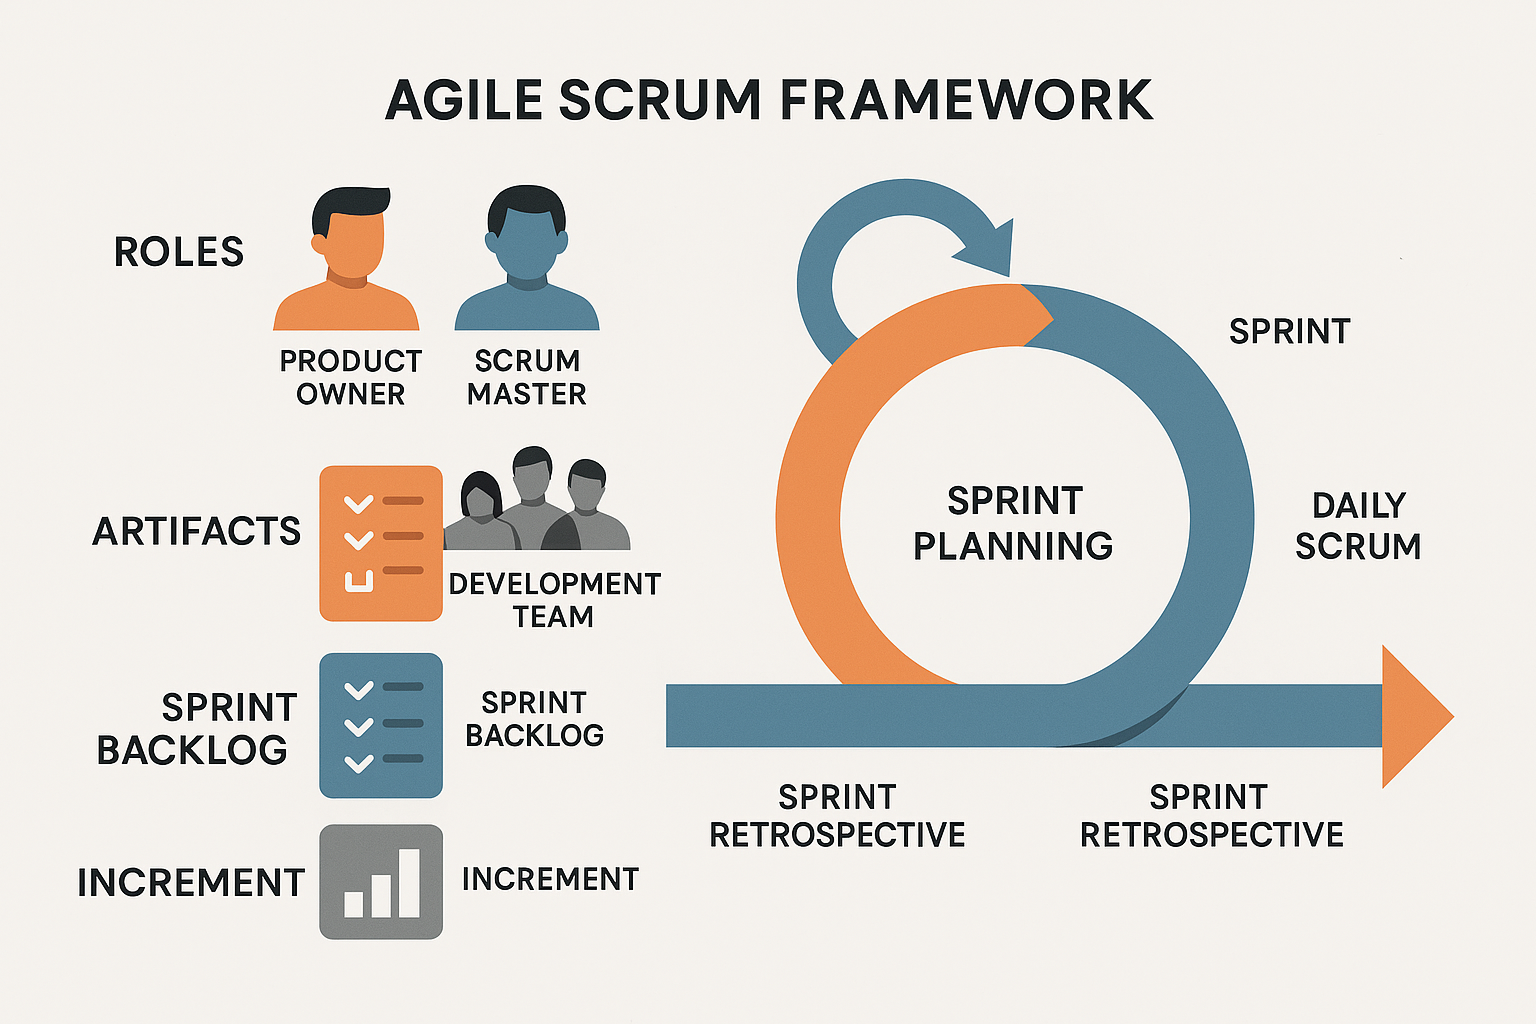 AGILE SCRUM FRAMEWORK
ROLES
PRODUCT
OWNER
SCRUM
MASTER
ARTIFACTS
DEVELOPMENT
TEAM
SPRINT
BACKLOG
SPRINT
BACKLOG
INCREMENT
INCREMENT
SPRINT
SPRINT
PLANNING
DAILY
SCRUM
SPRINT
RETROSPECTIVE
SPRINT
RETROSPECTIVE